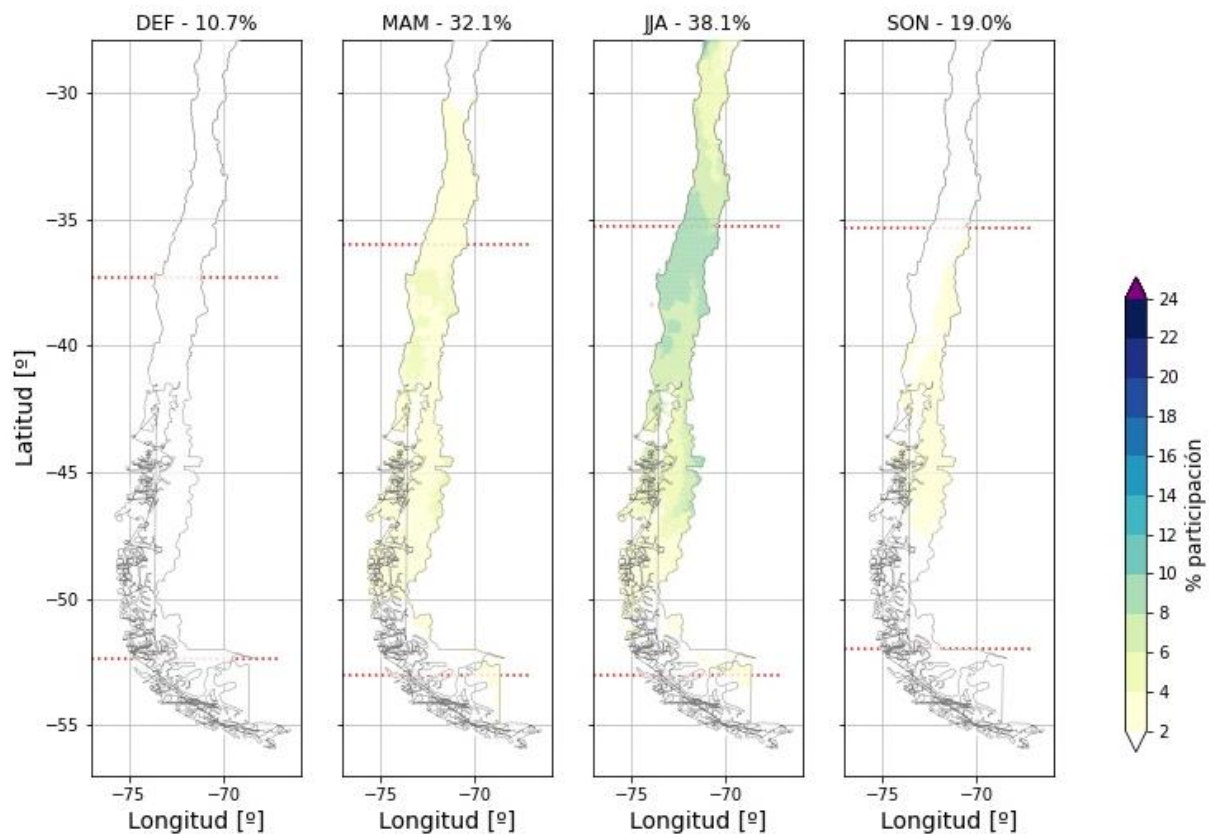 DEF - 10.7%
MAM - 32.1%
JJA - 38.1%
SON - 19.0%
−30
−35
−40
−45
−50
−55
Latitud [º]
−75
−70
−75
−70
−75
−70
−75
−70
Longitud [º]
Longitud [º]
Longitud [º]
Longitud [º]
24
22
20
18
16
14
12
10
8
6
4
2
% participación